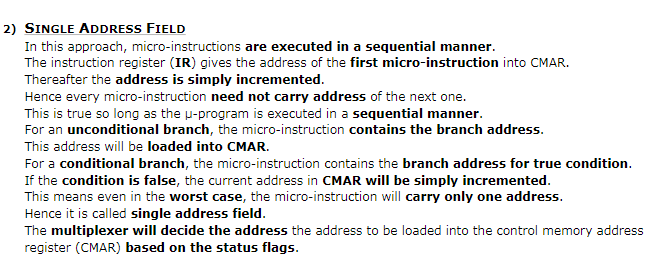 2) SINGLE ADDRESS FIELD
In this approach, micro-instructions are executed in a sequential manner.
The instruction register (IR) gives the address of the first micro-instruction into CMAR.
Thereafter the address is simply incremented.
Hence every micro-instruction need not carry address of the next one.
This is true so long as the μ-program is executed in a sequential manner.
For an unconditional branch, the micro-instruction contains the branch address.
This address will be loaded into CMAR.
For a conditional branch, the micro-instruction contains the branch address for true condition.
If the condition is false, the current address in CMAR will be simply incremented.
This means even in the worst case, the micro-instruction will carry only one address.
Hence it is called single address field.
The multiplexer will decide the address the address to be loaded into the control memory address
register (CMAR) based on the status flags.